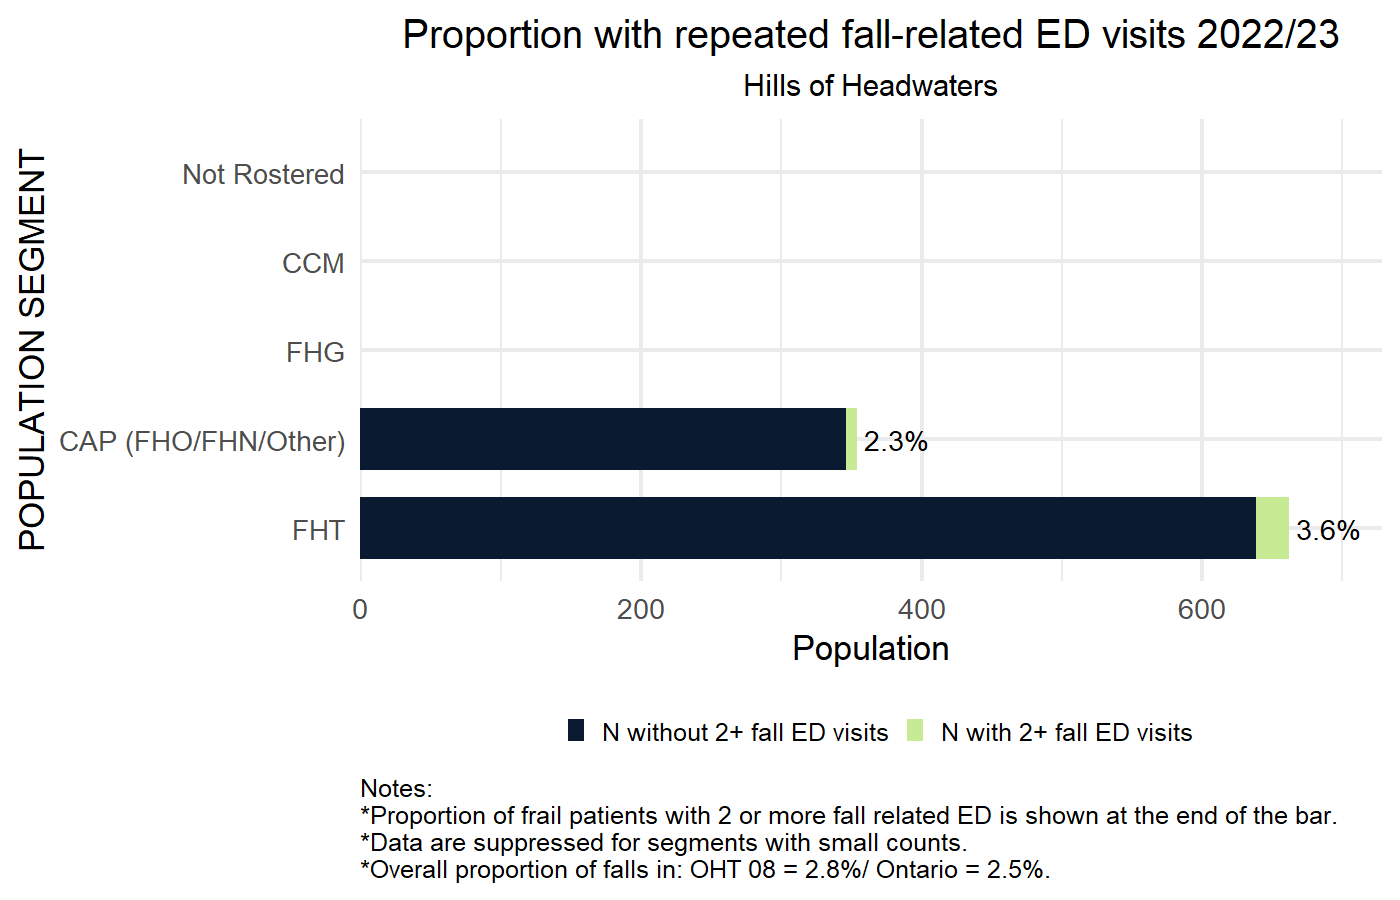 Proportion with repeated fall-related ED visits 2022/23
Hills of Headwaters
POPULATION SEGMENT
Not Rostered
CCM
FHG
CAP (FHO/FHN/Other)
2.3%
FHT
3.6%
0
200
400
600
Population
N without 2+ fall ED visits
N with 2+ fall ED visits
Notes:
*Proportion of frail patients with 2 or more fall related ED is shown at the end of the bar.
*Data are suppressed for segments with small counts.
*Overall proportion of falls in: OHT 08 = 2.8%/ Ontario = 2.5%.